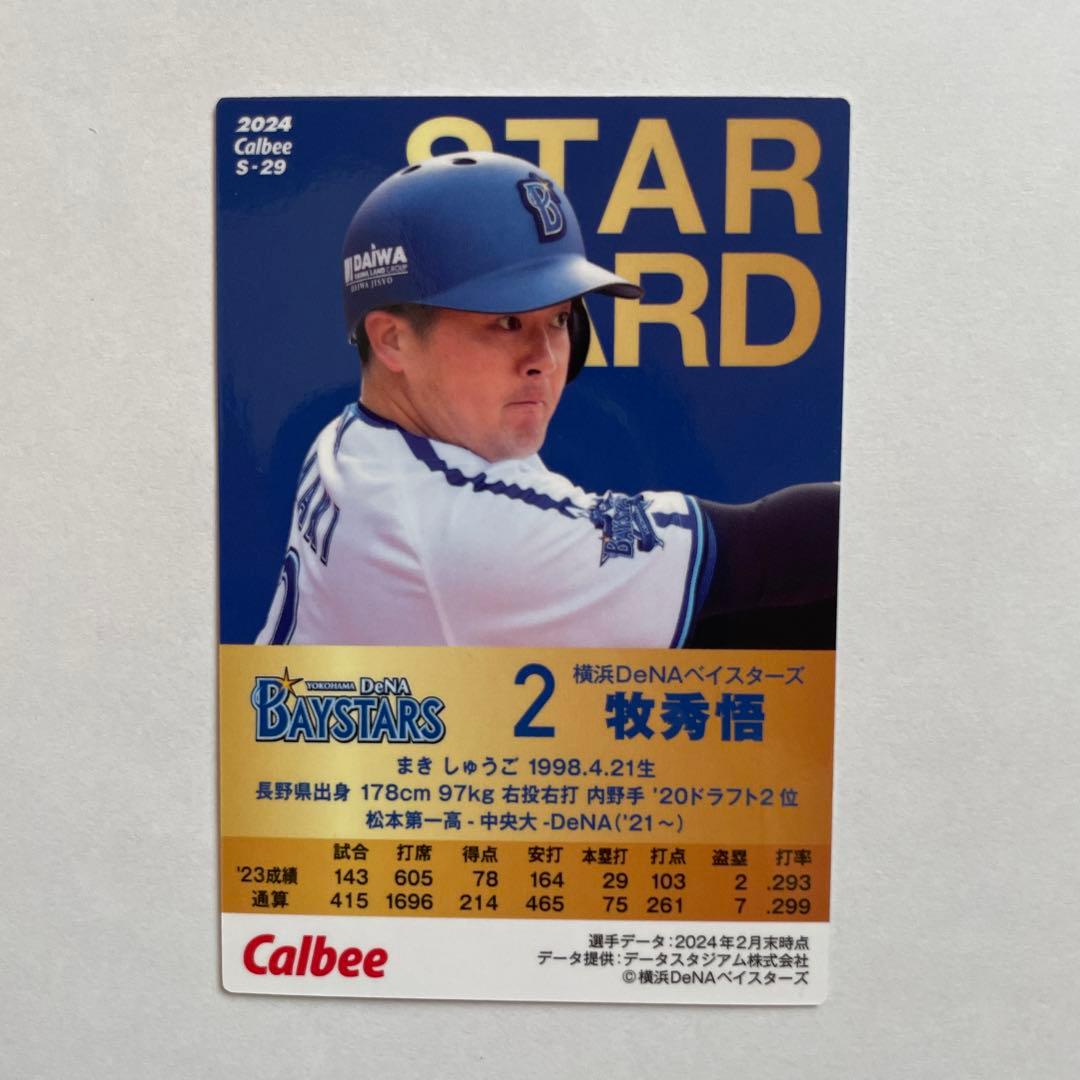 2024
Calbee
S-29
STAR
CARD
B
DAIWA
DAIWA LAND GROUP
DAIWA JISYO
AKI
BAYSTARS
YOKOHAMA DeNA
BAYSTARS
2
横浜DeNAベイスターズ
牧秀悟
まき しゅうご 1998.4.21生
長野県出身 178cm 97kg 右投右打 内野手 '20ドラフト2位
松本第一高-中央大-DeNA('21〜)
試合 打席 得点 安打 本塁打 打点 盗塁 打率
'23成績 143 605 78 164 29 103 2 .293
通算 415 1696 214 465 75 261 7 .299
Calbee
選手データ:2024年2月末時点
データ提供:データスタジアム株式会社
©横浜DeNAベイスターズ